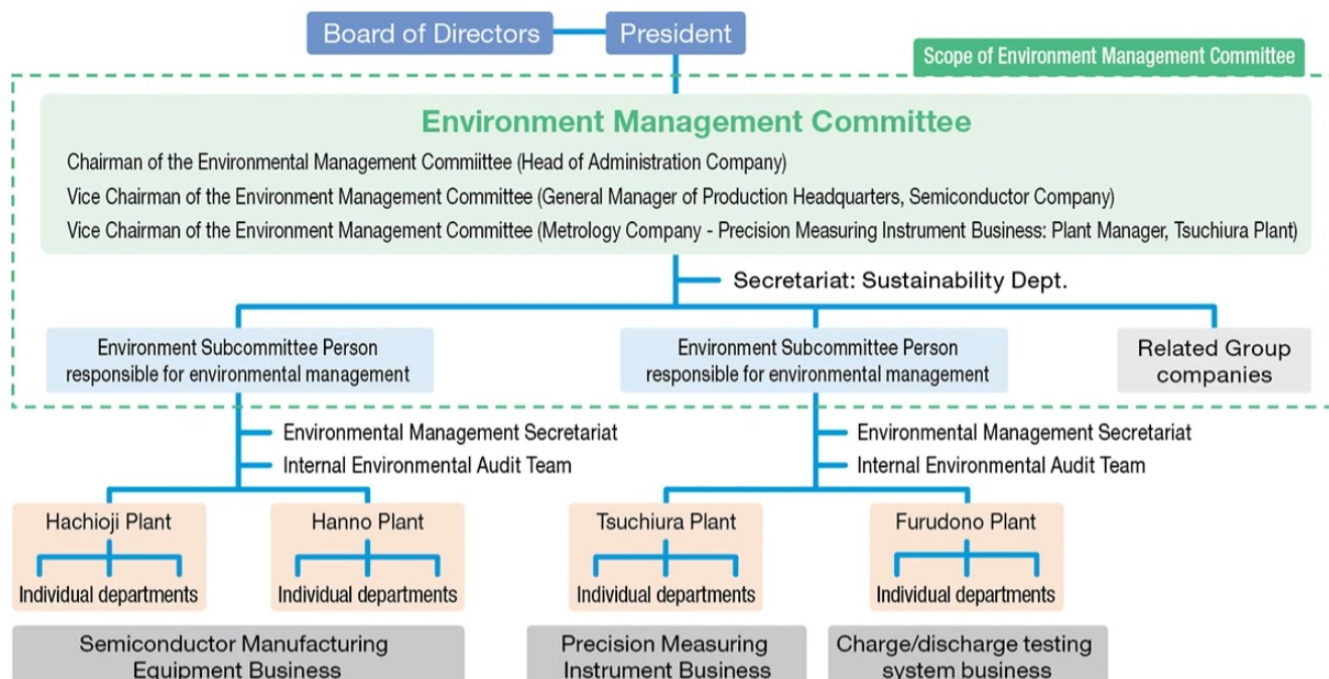 Board of Directors
President
Scope of Environment Management Committee
Environment Management Committee
Chairman of the Environmental Management Commiittee (Head of Administration Company)
Vice Chairman of the Environment Management Committee (General Manager of Production Headquarters, Semiconductor Company)
Vice Chairman of the Environment Management Committee (Metrology Company - Precision Measuring Instrument Business: Plant Manager, Tsuchiura Plant)
Secretariat: Sustainability Dept.
Environment Subcommittee Person
responsible for environmental management
Environment Subcommittee Person
responsible for environmental management
Related Group
companies
Environmental Management Secretariat
Internal Environmental Audit Team
Environmental Management Secretariat
Internal Environmental Audit Team
Hachioji Plant
Individual departments
Hanno Plant
Individual departments
Tsuchiura Plant
Individual departments
Furudono Plant
Individual departments
Semiconductor Manufacturing
Equipment Business
Precision Measuring
Instrument Business
Charge/discharge testing
system business